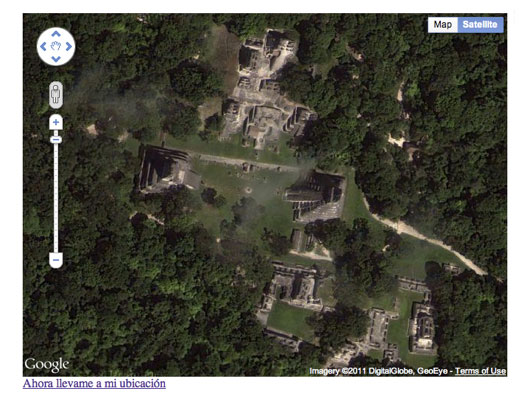 Map Satellite
Google
Imagery ©2011 DigitalGlobe, GeoEye - Terms of Use
Ahora llevame a mi ubicación